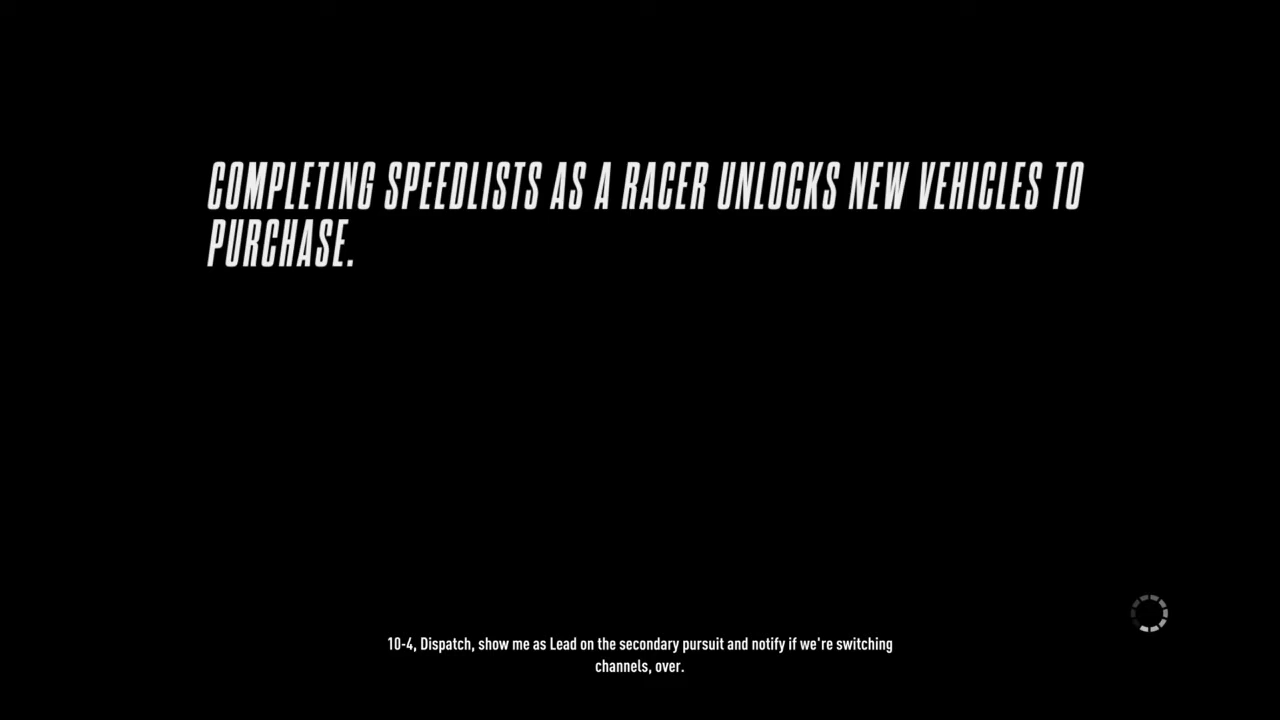 COMPLETING SPEEDLISTS AS A RACER UNLOCKS NEW VEHICLES TO
PURCHASE.
10-4, Dispatch, show me as Lead on the secondary pursuit and notify if we're switching
channels, over.